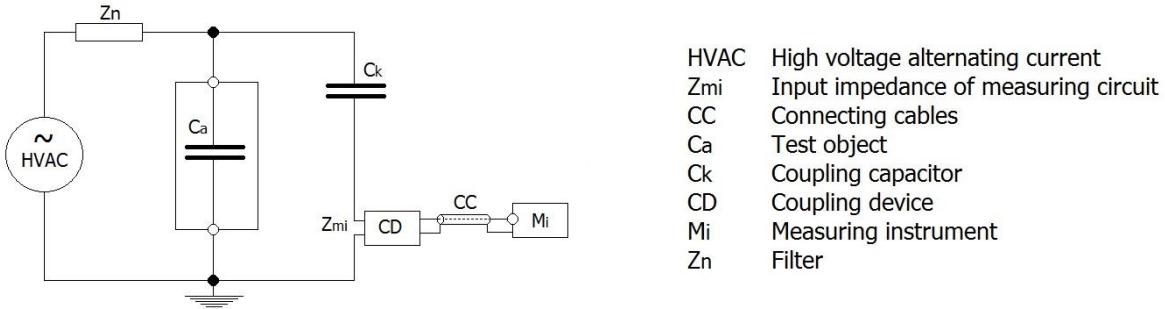 Zn
Ck
Ca
~
HVAC
CC
Zmi
CD
Mi
HVAC High voltage alternating current
Zmi Input impedance of measuring circuit
CC Connecting cables
Ca Test object
Ck Coupling capacitor
CD Coupling device
Mi Measuring instrument
Zn Filter